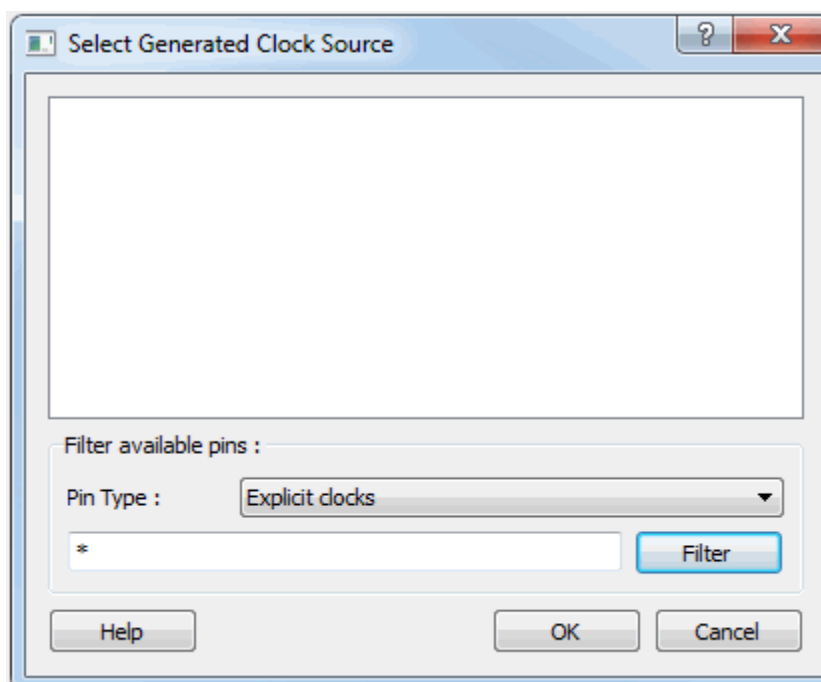 Select Generated Clock Source
?
X
Filter available pins :
Pin Type :
Explicit clocks
*
Filter
Help
OK
Cancel